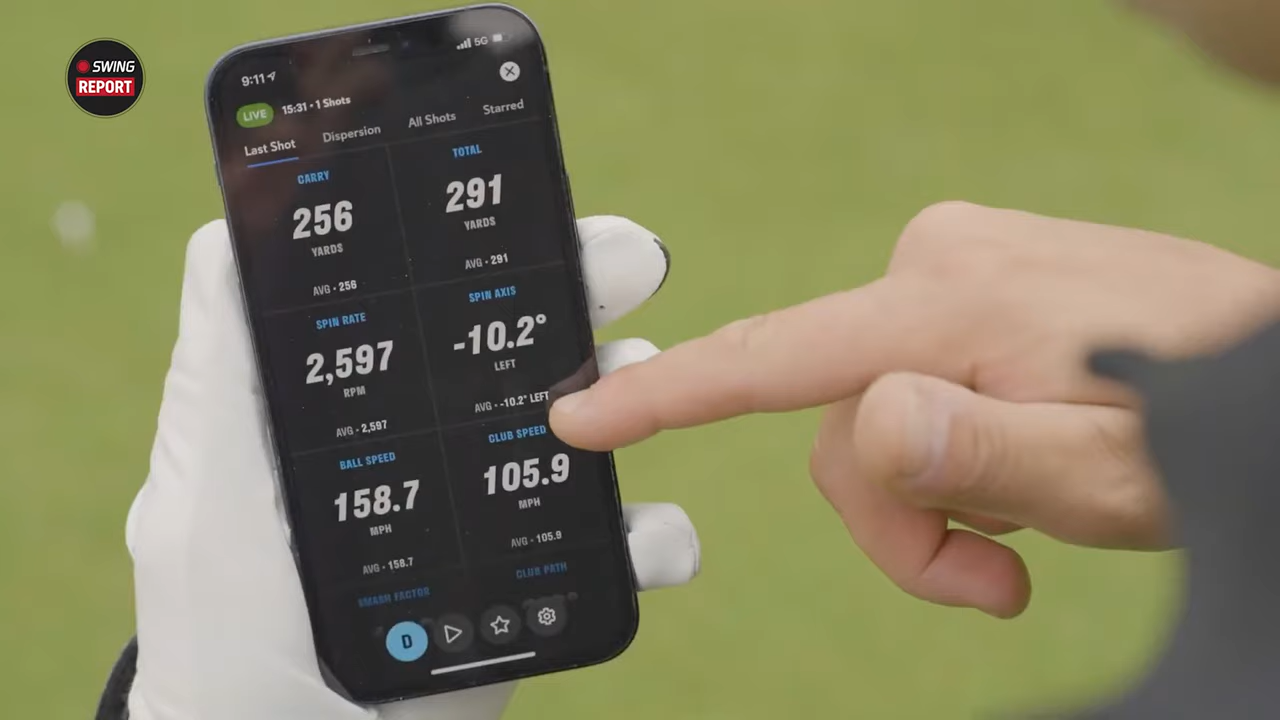 SWING
REPORT
9:11
5G
LIVE 15:31 • 1 Shots
Last Shot Dispersion All Shots Starred
CARRY
256
YARDS
AVG • 256
TOTAL
291
YARDS
AVG • 291
SPIN RATE
2,597
RPM
AVG • 2,597
SPIN AXIS
-10.2°
LEFT
AVG • -10.2° LEFT
BALL SPEED
158.7
MPH
AVG • 158.7
CLUB SPEED
105.9
MPH
AVG • 105.9
SMASH FACTOR
CLUB PATH
D